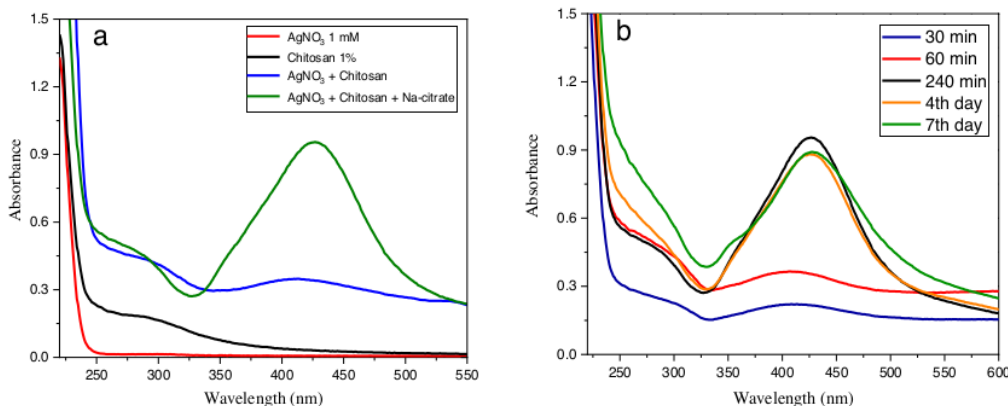 a
AgNO₃ 1 mM
Chitosan 1%
AgNO₃ + Chitosan
AgNO₃ + Chitosan + Na-citrate
Absorbance
1.5
1.2
0.9
0.6
0.3
0.0
250 300 350 400 450 500 550
Wavelength (nm)
b
30 min
60 min
240 min
4th day
7th day
Absorbance
1.5
1.2
0.9
0.6
0.3
0.0
250 300 350 400 450 500 550 600
Wavelength (nm)